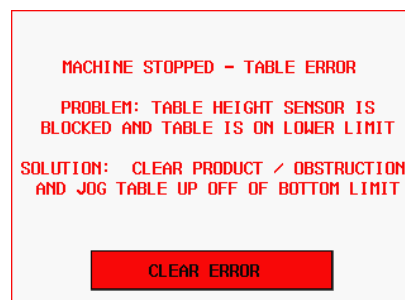 MACHINE STOPPED - TABLE ERROR
PROBLEM: TABLE HEIGHT SENSOR IS
BLOCKED AND TABLE IS ON LOWER LIMIT
SOLUTION: CLEAR PRODUCT / OBSTRUCTION
AND JOG TABLE UP OFF OF BOTTOM LIMIT
CLEAR ERROR